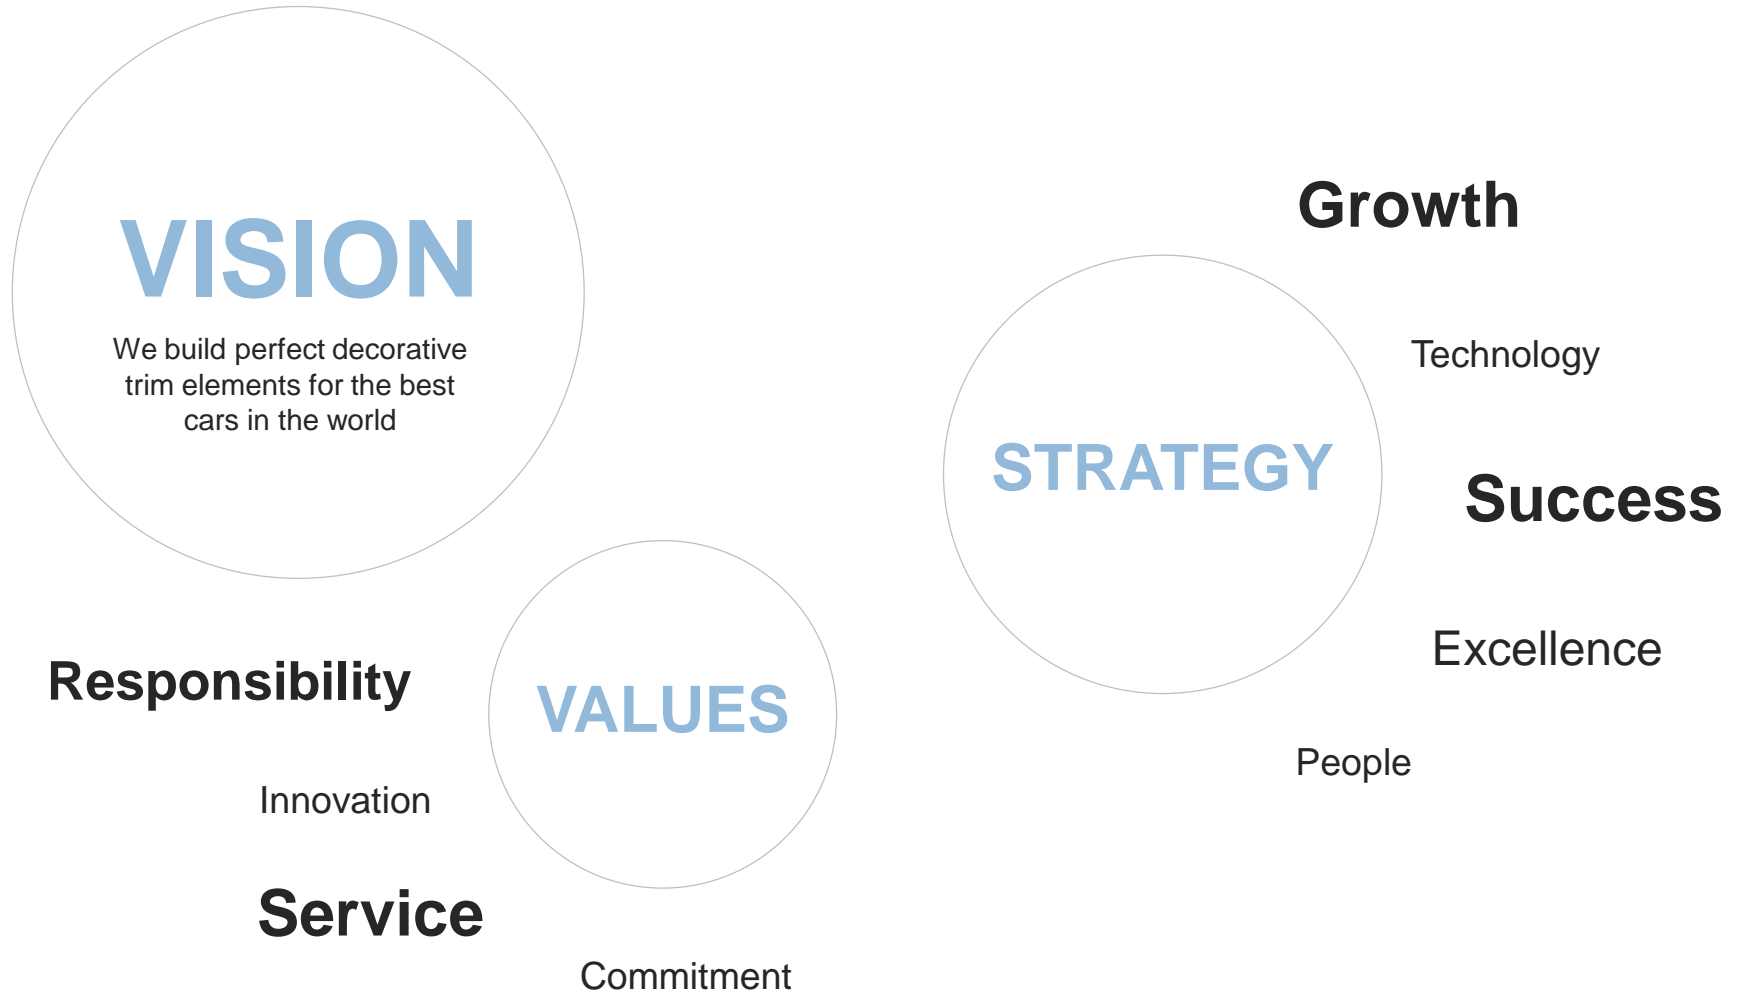 VISION
We build perfect decorative
trim elements for the best
cars in the world
Responsibility
Innovation
Service
Commitment
VALUES
STRATEGY
Growth
Technology
Success
Excellence
People